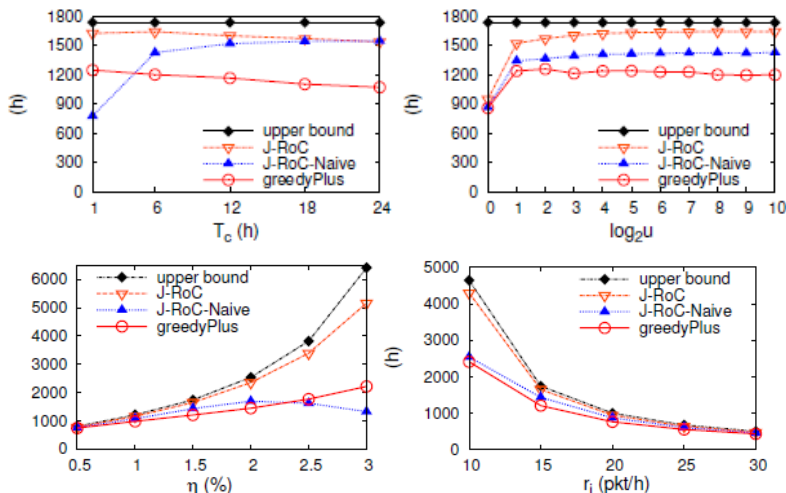 1800
1500
1200
900
600
300
0
(h)
upper bound
J-RoC
J-RoC-Naive
greedyPlus
1 6 12 18 24
T_c (h)
1800
1500
1200
900
600
300
0
(h)
upper bound
J-RoC
J-RoC-Naive
greedyPlus
0 1 2 3 4 5 6 7 8 9 10
log₂u
6000
5000
4000
3000
2000
1000
0
upper bound
J-RoC
J-RoC-Naive
greedyPlus
0.5 1 1.5 2 2.5 3
η (%)
5000
4000
3000
2000
1000
0
(h)
upper bound
J-RoC
J-RoC-Naive
greedyPlus
10 15 20 25 30
r_i (pkt/h)